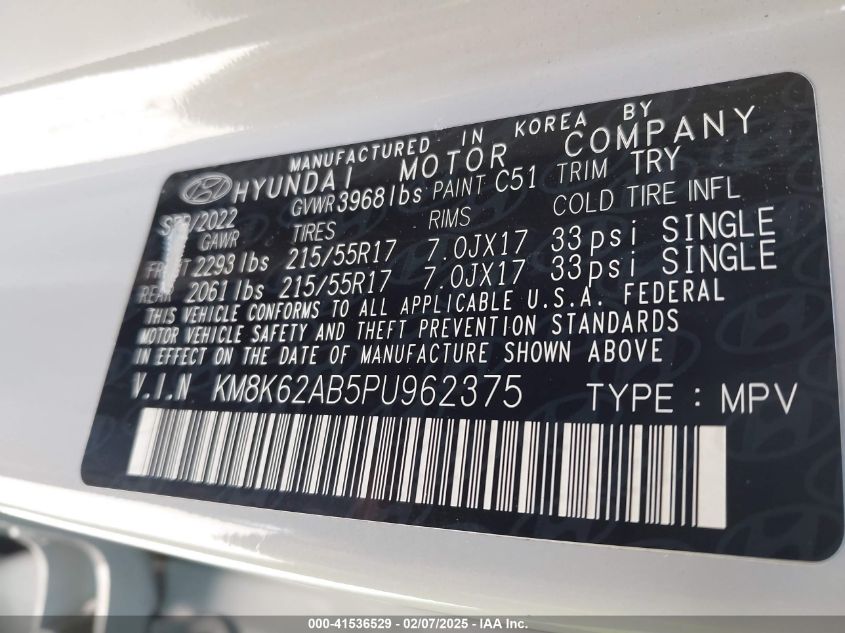 MANUFACTURED IN KOREA BY
HYUNDAI MOTOR COMPANY
GVWR 3968 lbs PAINT C51 TRIM TRY
/2022 GAWR TIRES RIMS COLD TIRE INFL
FRONT 2293 lbs 215/55R17 7.0JX17 33psi SINGLE
REAR 2061 lbs 215/55R17 7.0JX17 33psi SINGLE
THIS VEHICLE CONFORMS TO ALL APPLICABLE U.S.A. FEDERAL
MOTOR VEHICLE SAFETY AND THEFT PREVENTION STANDARDS
IN EFFECT ON THE DATE OF MANUFACTURE SHOWN ABOVE
V.I.N KM8K62AB5PU962375 TYPE : MPV
000-41536529 — 02/07/2025 — IAA Inc.